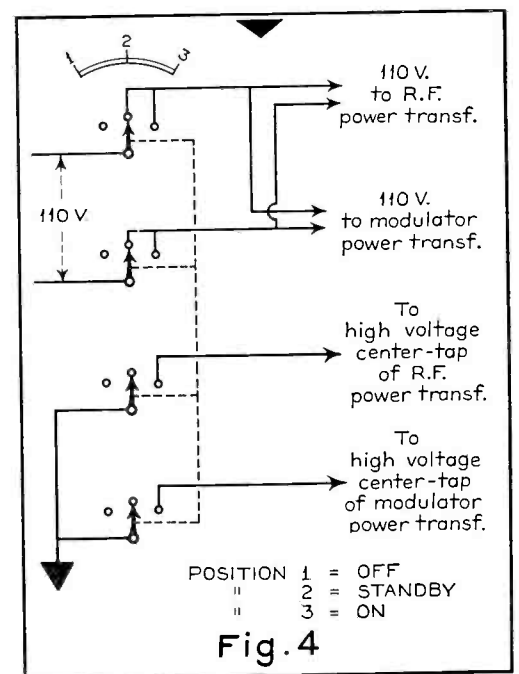 1 2 3
110 V.
to R.F.
power transf.
110 V.
110 V.
to modulator
power transf.
To
high voltage
center-tap
of R.F.
power transf.
To
high voltage
center-tap
of modulator
power transf.
POSITION 1 = OFF
" 2 = STANDBY
" 3 = ON
Fig. 4